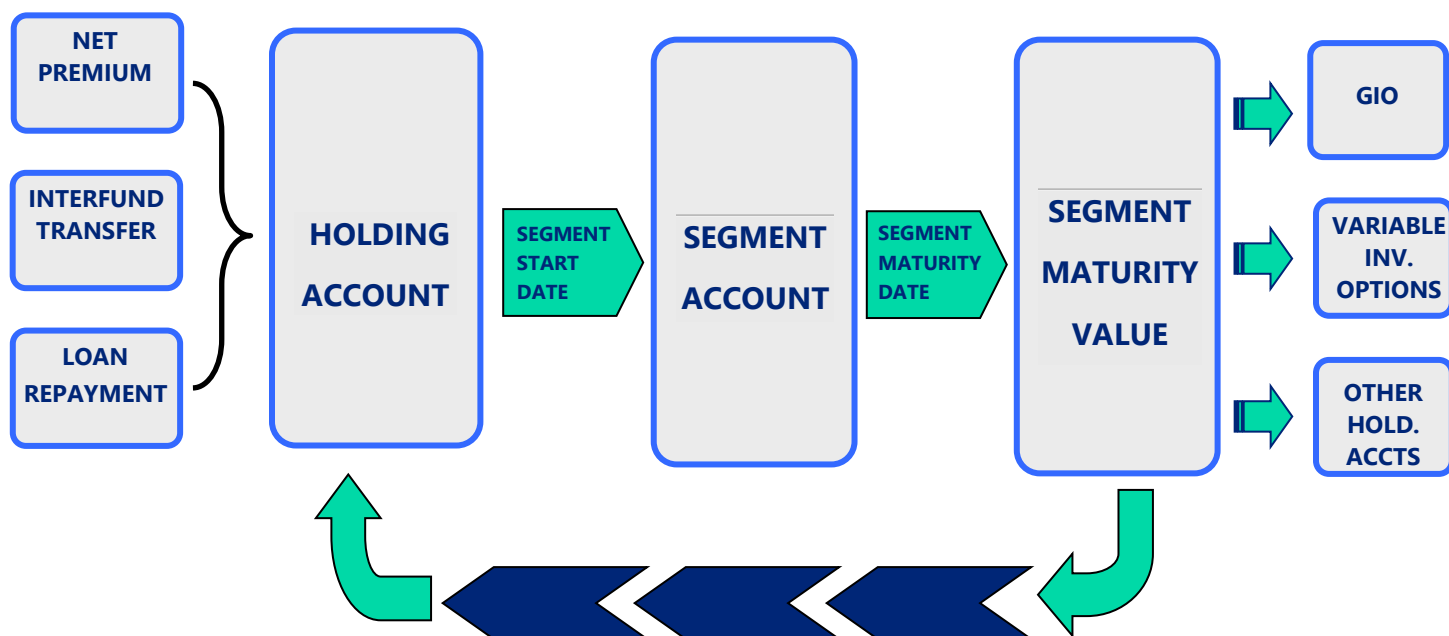 NET
PREMIUM
INTERFUND
TRANSFER
LOAN
REPAYMENT
HOLDING
ACCOUNT
SEGMENT
START
DATE
SEGMENT
ACCOUNT
SEGMENT
MATURITY
DATE
SEGMENT
MATURITY
VALUE
GIO
VARIABLE
INV.
OPTIONS
OTHER
HOLD.
ACCTS